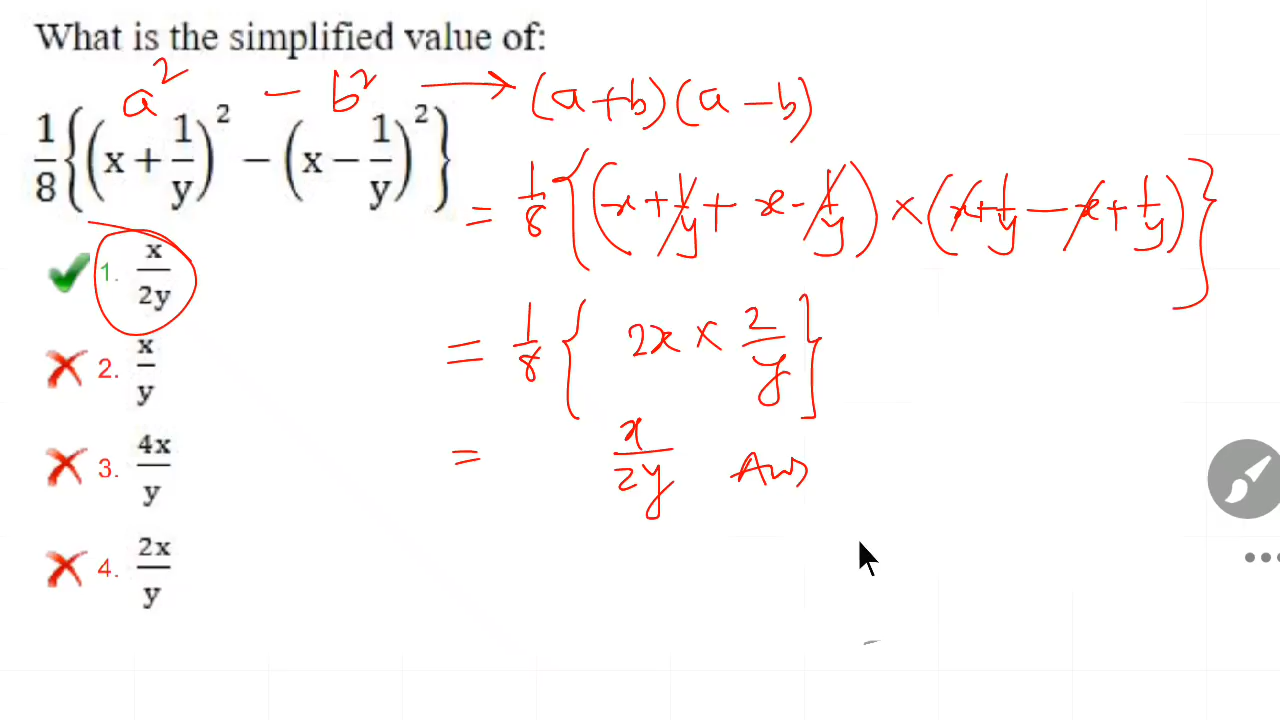 What is the simplified value of:
a² - b² → (a+b)(a-b)
1/8{(x+1/y)² - (x-1/y)²}
= 1/8{(x+1/y+x-1/y)×(x+1/y-x+1/y)}
1. x/2y
= 1/8{2x×2/y}
2. x/y
= x/2y Ans
3. 4x/y
4. 2x/y